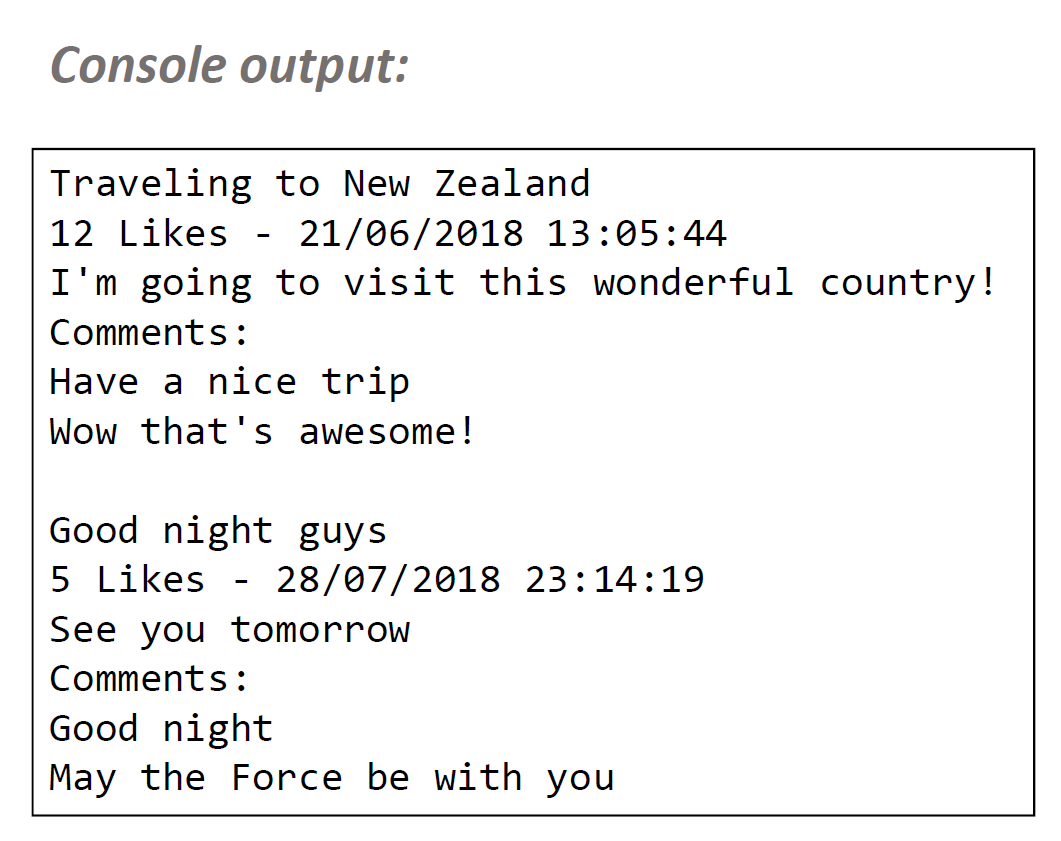 Console output:
Traveling to New Zealand
12 Likes - 21/06/2018 13:05:44
I'm going to visit this wonderful country!
Comments:
Have a nice trip
Wow that's awesome!
Good night guys
5 Likes - 28/07/2018 23:14:19
See you tomorrow
Comments:
Good night
May the Force be with you